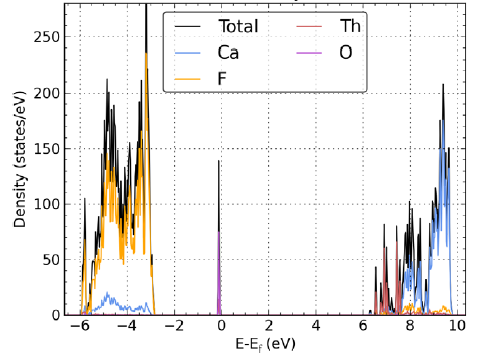 250
200
150
100
50
0
Density (states/eV)
Total
Ca
F
Th
O
−6 −4 −2 0 2 4 6 8 10
E-E_f (eV)